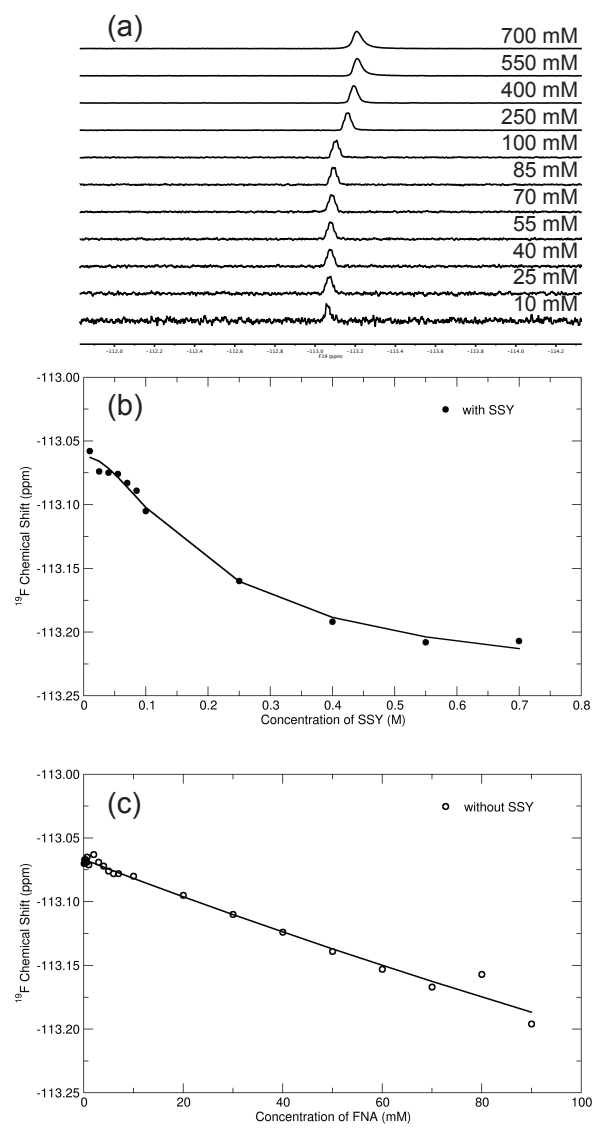 (a)
700 mM
550 mM
400 mM
250 mM
100 mM
85 mM
70 mM
55 mM
40 mM
25 mM
10 mM
−112.0 −112.2 −112.4 −112.6 −112.8 −113.0 −113.2 −113.4 −113.6 −113.8 −114.0 −114.2
F19 (ppm)
(b)
with SSY
-113.00
-113.05
-113.10
-113.15
-113.20
-113.25
19F Chemical Shift (ppm)
0 0.1 0.2 0.3 0.4 0.5 0.6 0.7 0.8
Concentration of SSY (M)
(c)
without SSY
-113.00
-113.05
-113.10
-113.15
-113.20
-113.25
19F Chemical Shift (ppm)
0 20 40 60 80 100
Concentration of FNA (mM)